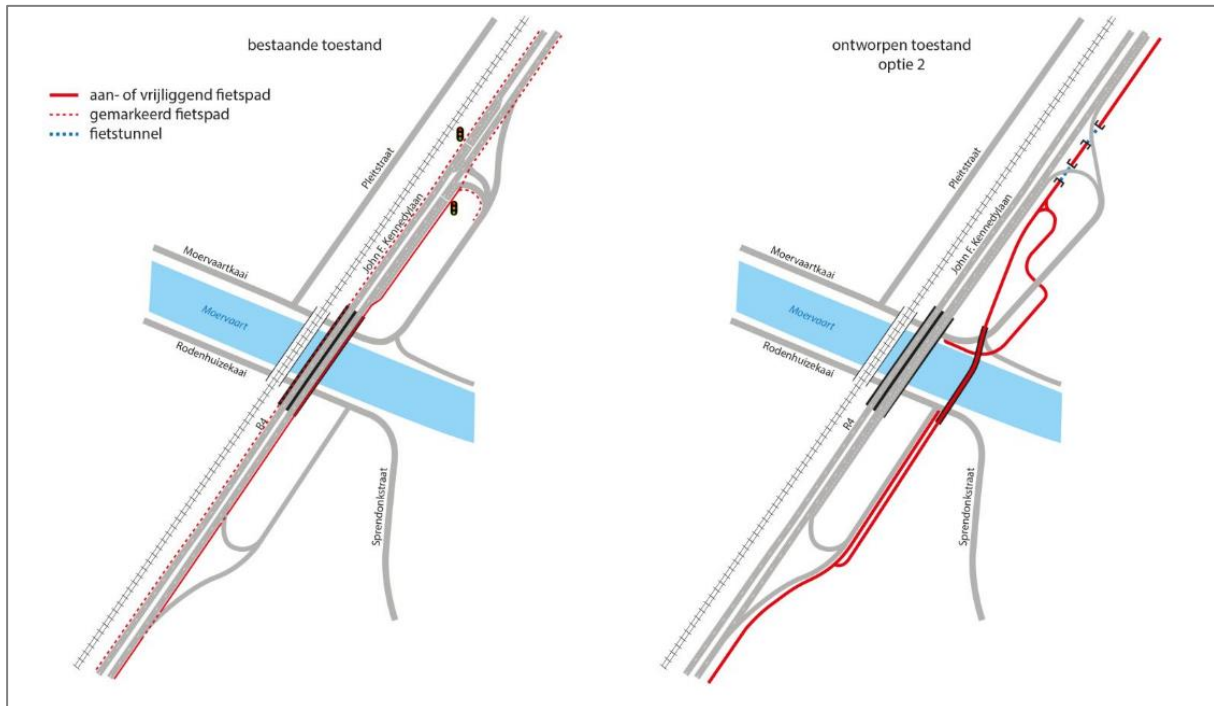 bestaande toestand
aan- of vrijliggend fietspad
gemarkeerd fietspad
fietstunnel
Pleitstraat
John F. Kennedylaan
Moervaartkaai
Moervaart
Rodenhuizekaai
R4
Sprendonkstraat
ontworpen toestand
optie 2
Pleitstraat
John F. Kennedylaan
Moervaartkaai
Moervaart
Rodenhuizekaai
R4
Sprendonkstraat